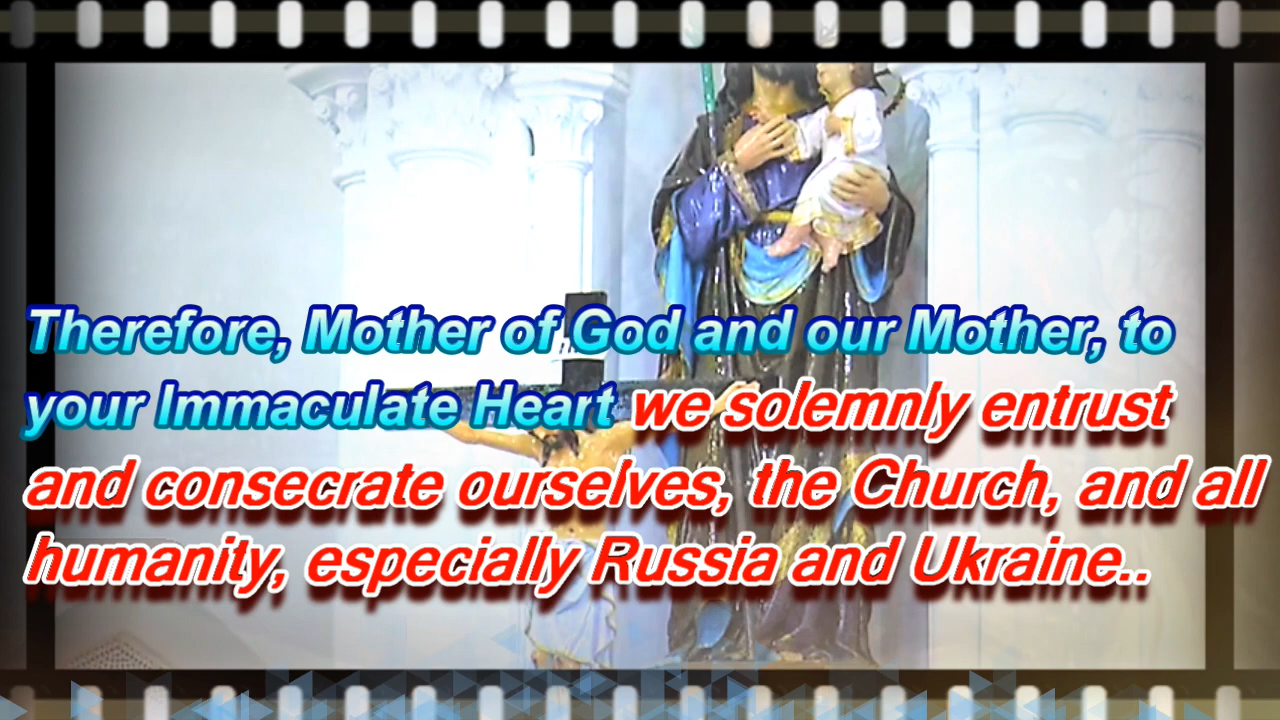 Therefore, Mother of God and our Mother, to
your Immaculate Heart we solemnly entrust
and consecrate ourselves, the Church, and all
humanity, especially Russia and Ukraine..